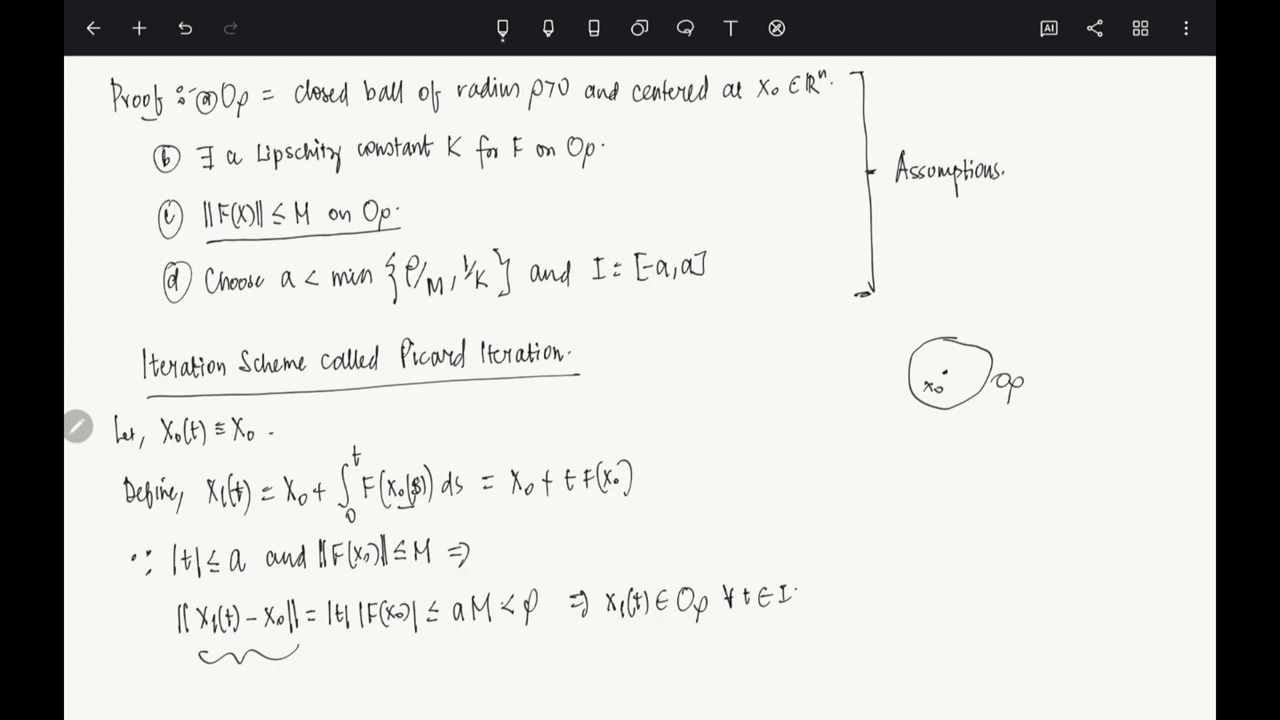 Proof :- ⓐ Oρ = closed ball of radius ρ>0 and centered at X₀ ∈ ℝⁿ.
ⓑ ∃ a Lipschitz constant K for F on Oρ.
ⓒ ||F(X)|| ≤ M on Oρ.
ⓓ Choose a < min {ρ/M, 1/K} and I = [-a, a]
Assumptions.
Iteration Scheme called Picard Iteration.
x₀
Oρ
Let, X₀(t) ≡ X₀.
Define, X₁(t) = X₀ + ∫₀ᵗ F(X₀(s)) ds = X₀ + t F(X₀)
∵ |t| ≤ a and ||F(X₀)|| ≤ M ⇒
||X₁(t) - X₀|| = |t| |F(X₀)| ≤ aM < ρ ⇒ X₁(t) ∈ Oρ ∀ t ∈ I.
T
AI